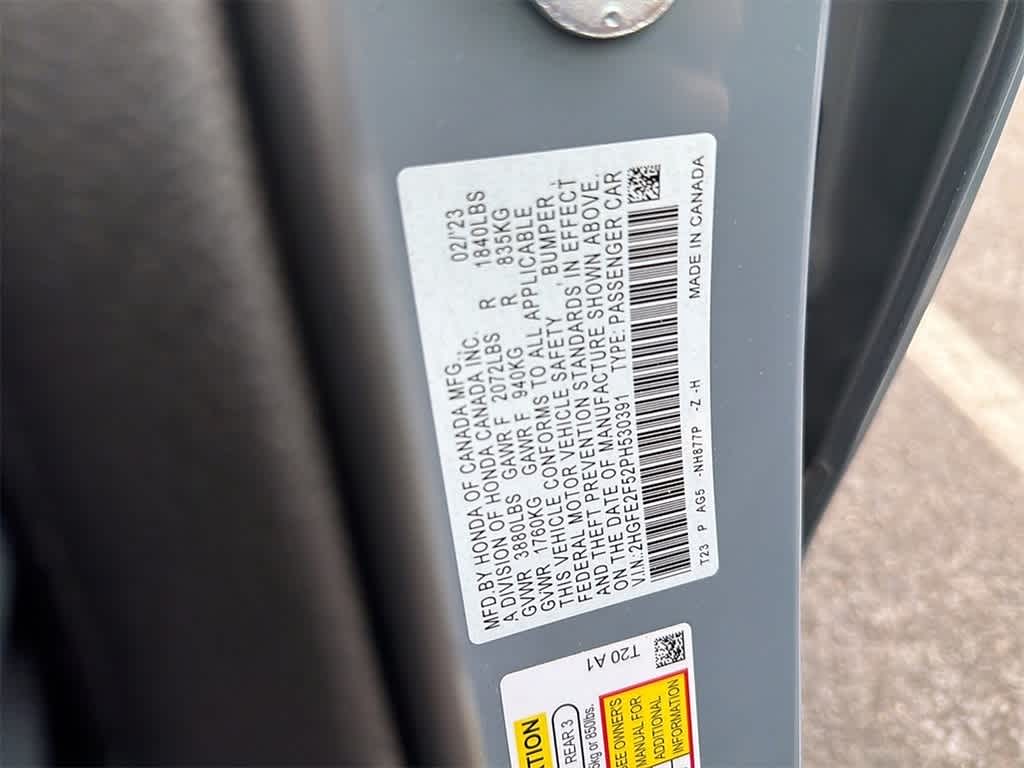 MFD.BY HONDA OF CANADA MFG., 02/'23
A DIVISION OF HONDA CANADA INC.
GVWR 3880LBS GAWR F 2072LBS R 1840LBS
GVWR 1760KG GAWR F 940KG R 835KG
THIS VEHICLE CONFORMS TO ALL APPLICABLE
FEDERAL MOTOR VEHICLE SAFETY , BUMPER ,
AND THEFT PREVENTION STANDARDS IN EFFECT
ON THE DATE OF MANUFACTURE SHOWN ABOVE.
V.I.N.:2HGFE2F52PH530391 TYPE: PASSENGER CAR
T23 P AG5 -NH877P -Z -H MADE IN CANADA
T20 A1
REAR 3
SEE OWNER'S
MANUAL FOR
ADDITIONAL
INFORMATION